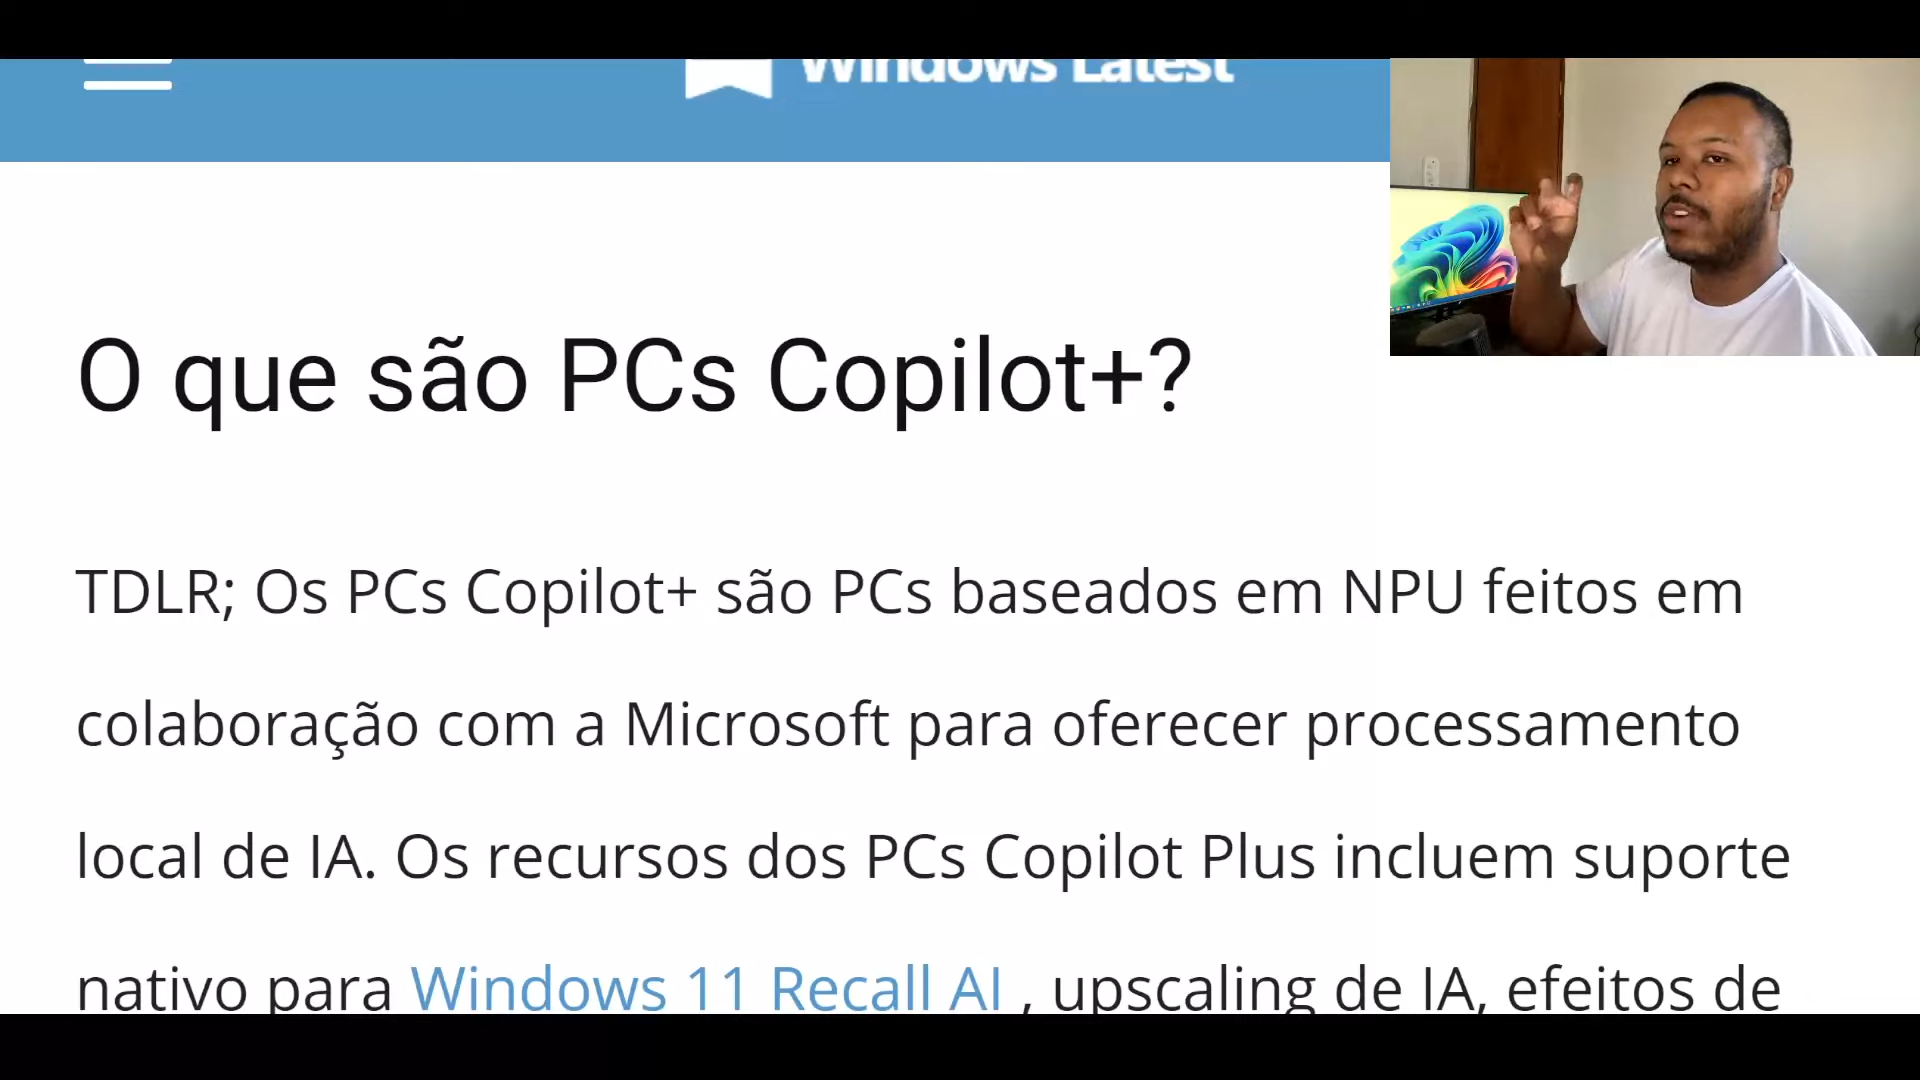 Windows Latest
O que são PCs Copilot+?
TDLR; Os PCs Copilot+ são PCs baseados em NPU feitos em
colaboração com a Microsoft para oferecer processamento
local de IA. Os recursos dos PCs Copilot Plus incluem suporte
nativo para Windows 11 Recall AI , upscaling de IA, efeitos de